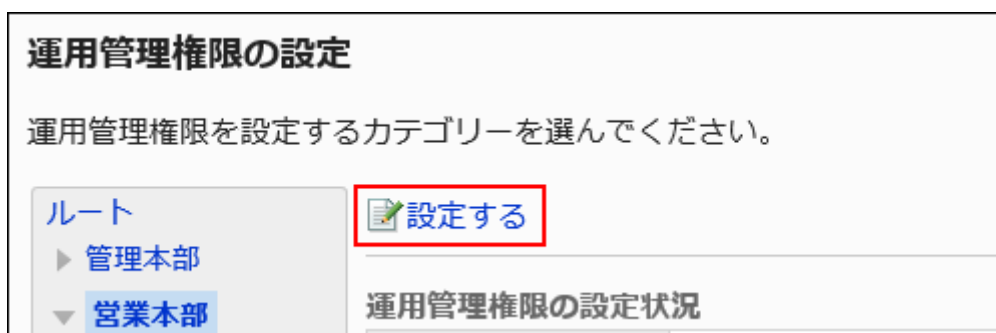 運用管理権限の設定
運用管理権限を設定するカテゴリーを選んでください。
ルート
管理本部
営業本部
設定する
運用管理権限の設定状況